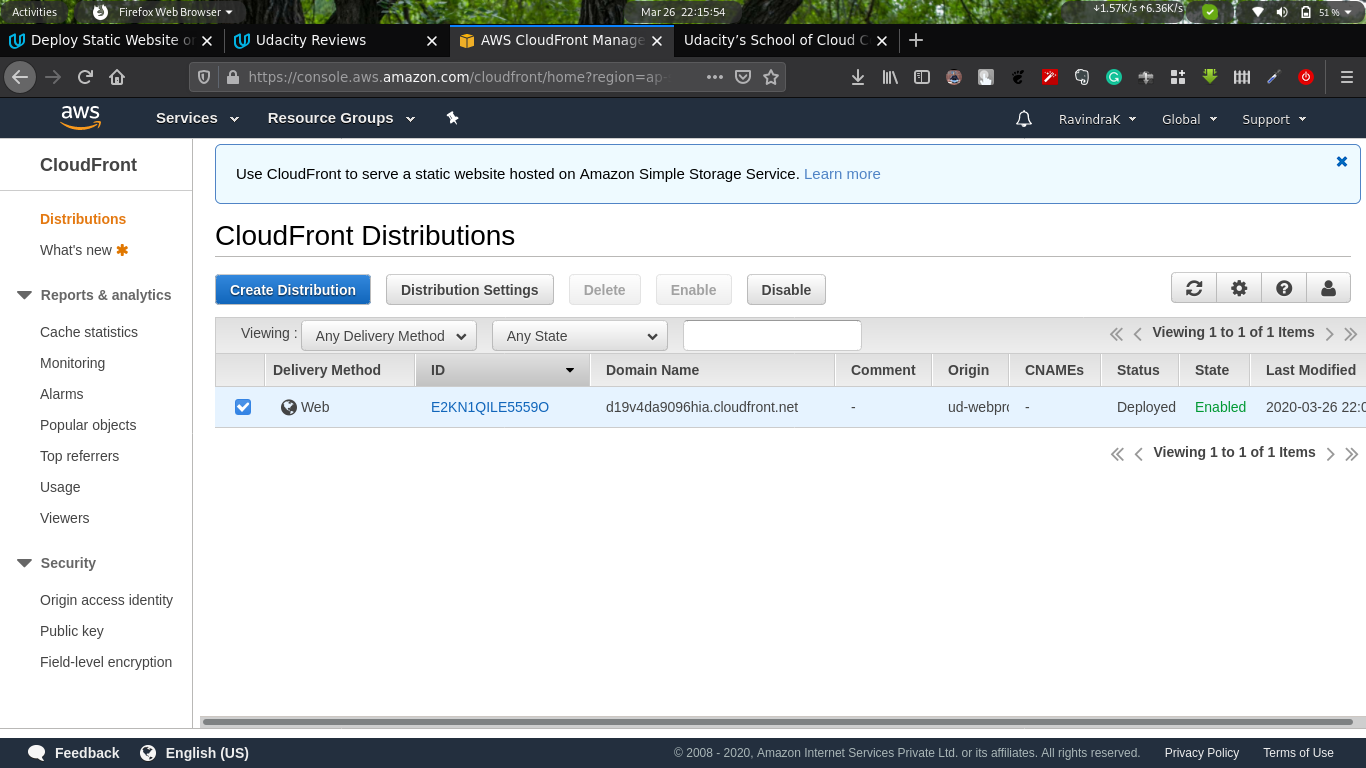 Activities Firefox Web Browser Mar 26 22:15:54 ↓1.57K/s ↑6.36K/s 51 %
Deploy Static Website or Udacity Reviews AWS CloudFront Manage Udacity's School of Cloud C
https://console.aws.amazon.com/cloudfront/home?region=ap-
aws Services Resource Groups RavindraK Global Support
CloudFront
Distributions
What's new
Reports & analytics
Cache statistics
Monitoring
Alarms
Popular objects
Top referrers
Usage
Viewers
Security
Origin access identity
Public key
Field-level encryption
Use CloudFront to serve a static website hosted on Amazon Simple Storage Service. Learn more
CloudFront Distributions
Create Distribution Distribution Settings Delete Enable Disable
Viewing : Any Delivery Method Any State Viewing 1 to 1 of 1 Items
Delivery Method ID Domain Name Comment Origin CNAMEs Status State Last Modified
Web E2KN1QILE5559O d19v4da9096hia.cloudfront.net - ud-webpro - Deployed Enabled 2020-03-26 22:0
Viewing 1 to 1 of 1 Items
Feedback English (US) © 2008 - 2020, Amazon Internet Services Private Ltd. or its affiliates. All rights reserved. Privacy Policy Terms of Use